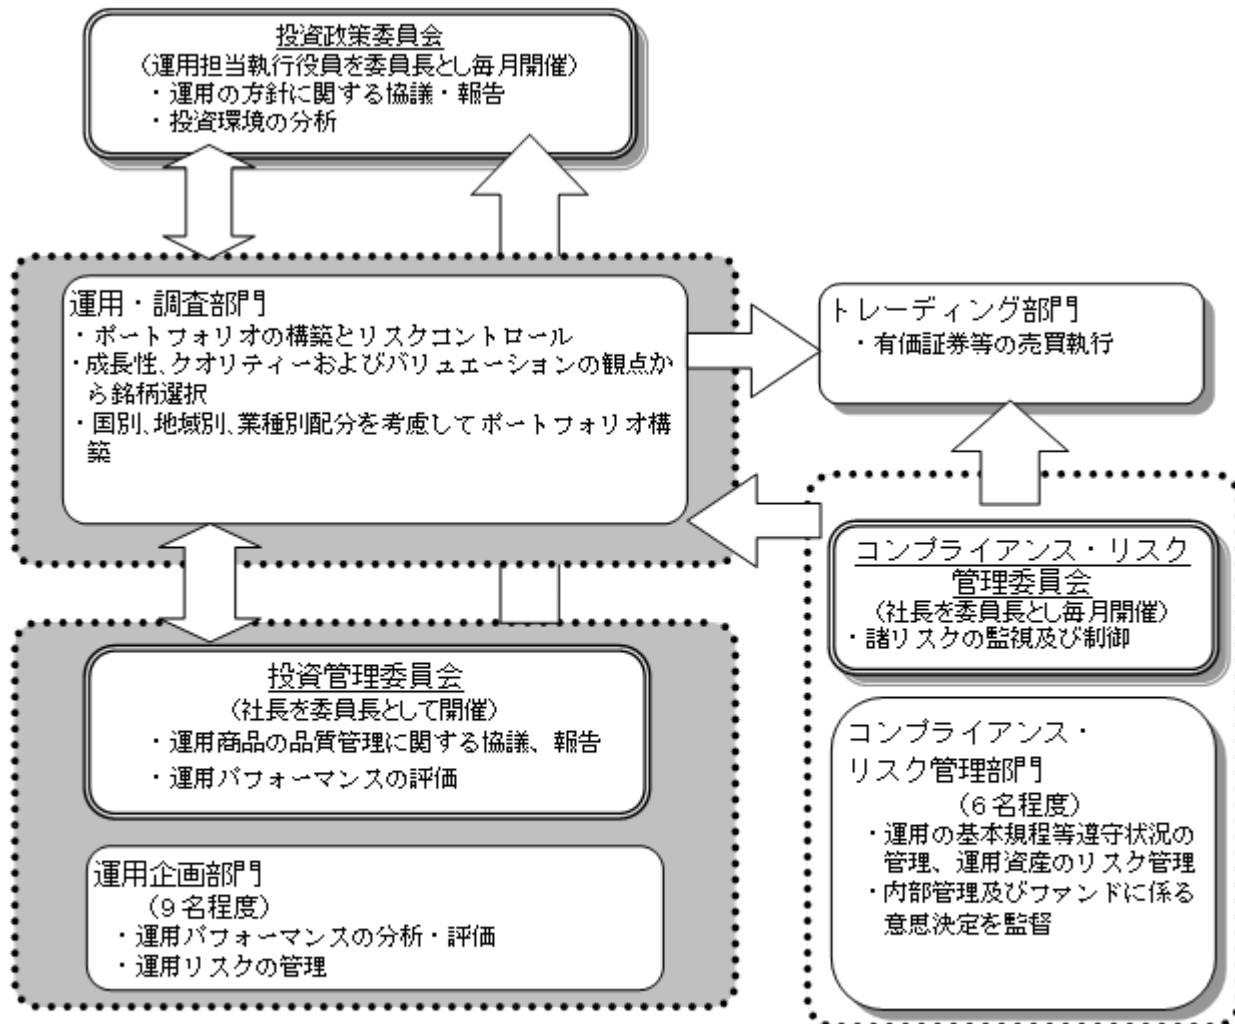 投資政策委員会
(運用担当執行役員を委員長とし毎月開催)
・運用の方針に関する協議・報告
・投資環境の分析
運用・調査部門
・ポートフォリオの構築とリスクコントロール
・成長性、クオリティーおよびバリュエーションの観点か
ら銘柄選択
・国別、地域別、業種別配分を考慮してポートフォリオ構
築
トレーディング部門
・有価証券等の売買執行
コンプライアンス・リスク
管理委員会
(社長を委員長とし毎月開催)
・諸リスクの監視及び制御
投資管理委員会
(社長を委員長として開催)
・運用商品の品質管理に関する協議、報告
・運用パフォーマンスの評価
運用企画部門
(9名程度)
・運用パフォーマンスの分析・評価
・運用リスクの管理
コンプライアンス・
リスク管理部門
(6名程度)
・運用の基本規程等遵守状況の
管理、運用資産のリスク管理
・内部管理及びファンドに係る
意思決定を監督